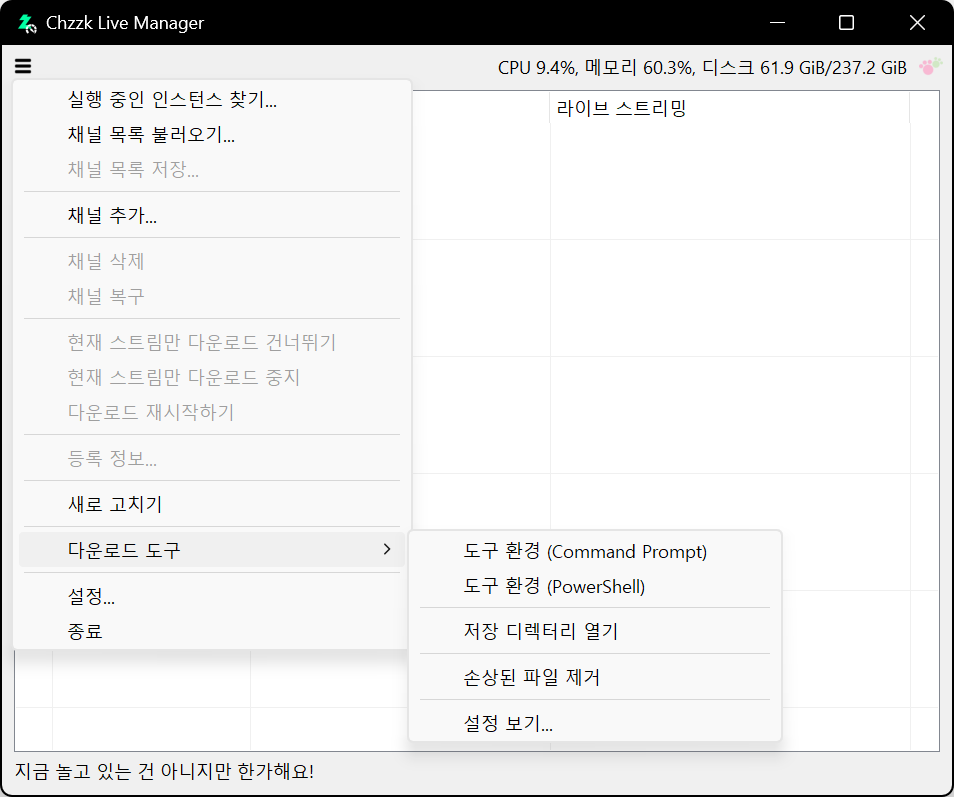 Chzzk Live Manager
CPU 9.4%, 메모리 60.3%, 디스크 61.9 GiB/237.2 GiB
실행 중인 인스턴스 찾기...
채널 목록 불러오기...
채널 목록 저장...
채널 추가...
채널 삭제
채널 복구
현재 스트림만 다운로드 건너뛰기
현재 스트림만 다운로드 중지
다운로드 재시작하기
등록 정보...
새로 고치기
다운로드 도구
설정...
종료
라이브 스트리밍
도구 환경 (Command Prompt)
도구 환경 (PowerShell)
저장 디렉터리 열기
손상된 파일 제거
설정 보기...
지금 놀고 있는 건 아니지만 한가해요!